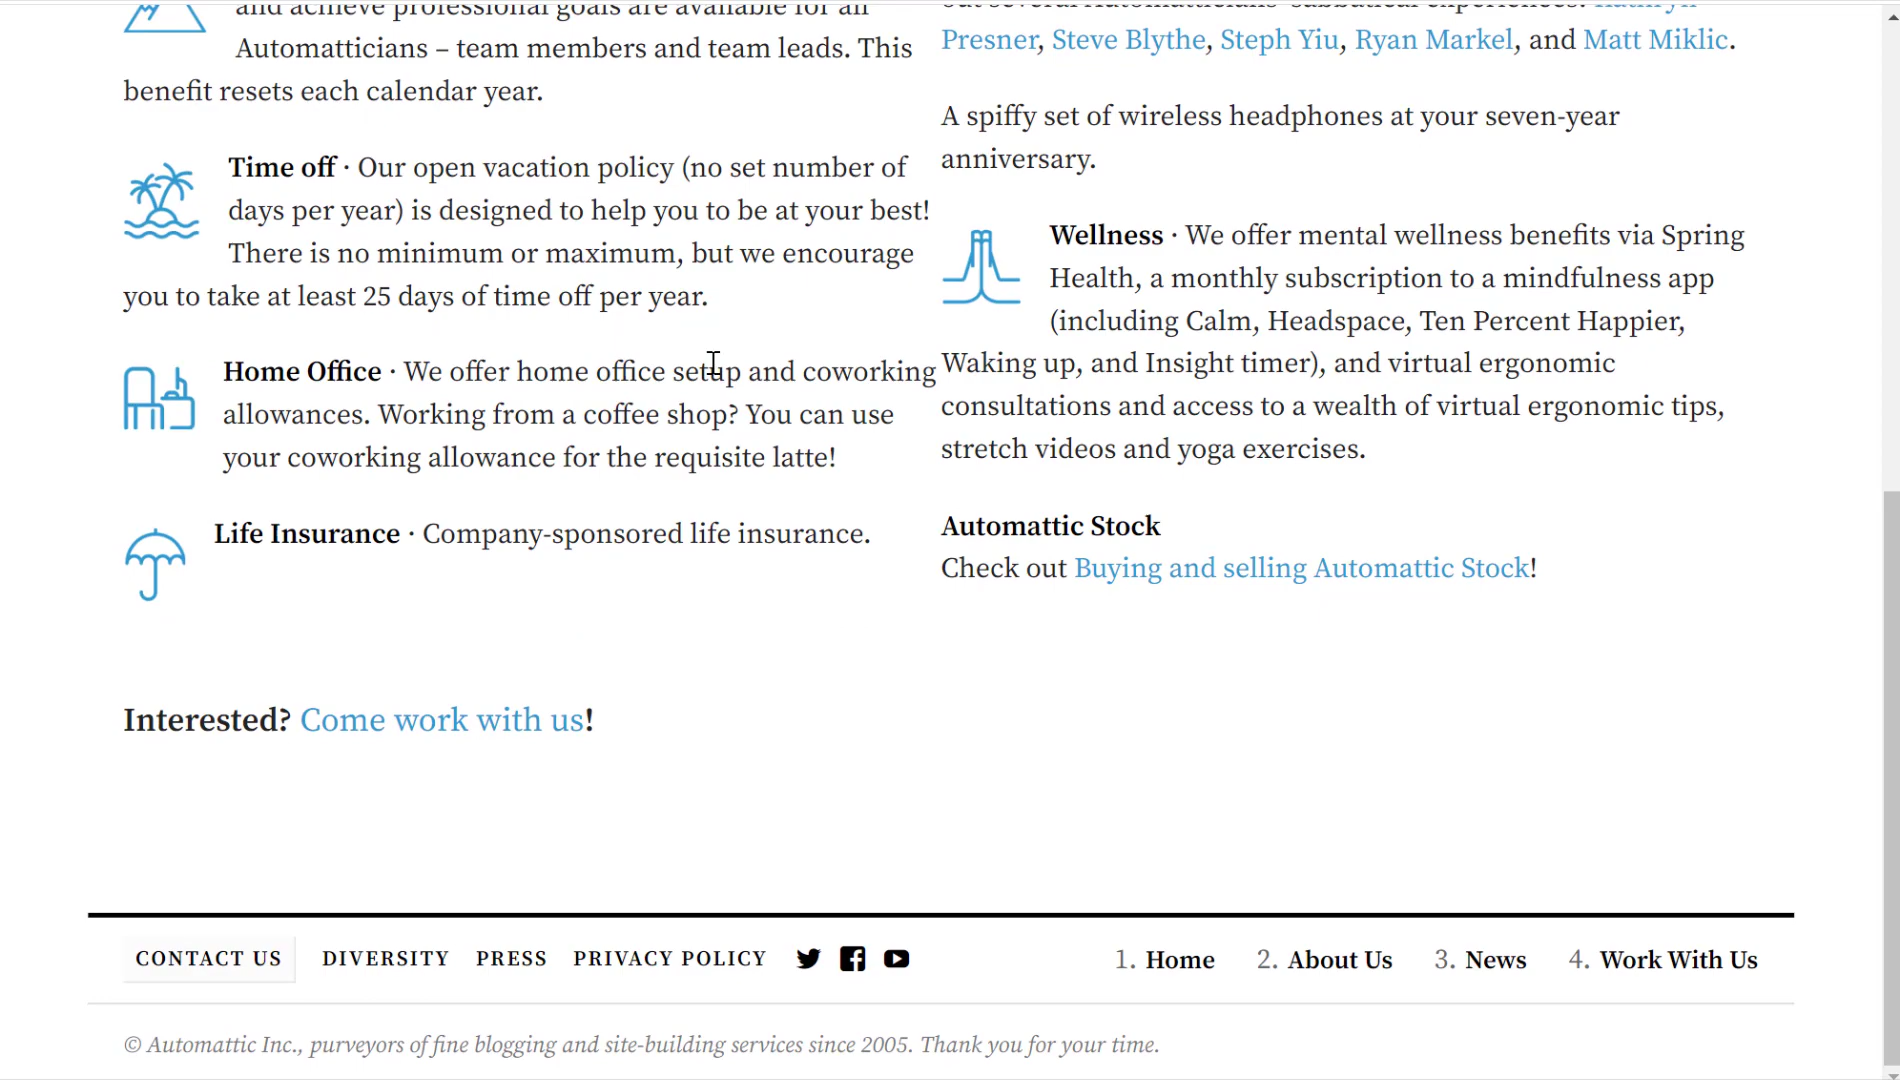 and achieve professional goals are available for all
Automatticians – team members and team leads. This
benefit resets each calendar year.
Time off · Our open vacation policy (no set number of
days per year) is designed to help you to be at your best!
There is no minimum or maximum, but we encourage
you to take at least 25 days of time off per year.
Home Office · We offer home office setup and coworking
allowances. Working from a coffee shop? You can use
your coworking allowance for the requisite latte!
Life Insurance · Company-sponsored life insurance.
out several Automatticians' sabbatical experiences: Kathryn
Presner, Steve Blythe, Steph Yiu, Ryan Markel, and Matt Miklic.
A spiffy set of wireless headphones at your seven-year
anniversary.
Wellness · We offer mental wellness benefits via Spring
Health, a monthly subscription to a mindfulness app
(including Calm, Headspace, Ten Percent Happier,
Waking up, and Insight timer), and virtual ergonomic
consultations and access to a wealth of virtual ergonomic tips,
stretch videos and yoga exercises.
Automattic Stock
Check out Buying and selling Automattic Stock!
Interested? Come work with us!
CONTACT US DIVERSITY PRESS PRIVACY POLICY 1. Home 2. About Us 3. News 4. Work With Us
© Automattic Inc., purveyors of fine blogging and site-building services since 2005. Thank you for your time.